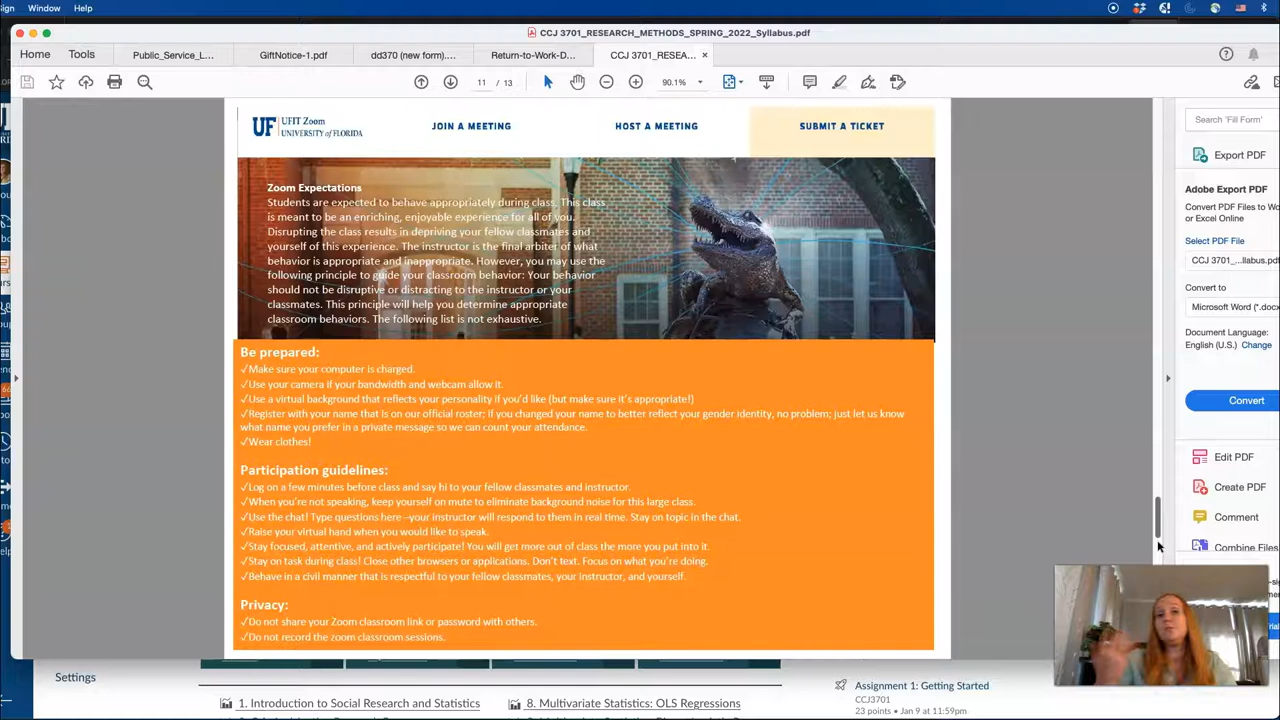 Sign Window Help
CCJ 3701_RESEARCH_METHODS_SPRING_2022_Syllabus.pdf
Home Tools Public_Service_L... GiftNotice-1.pdf dd370 (new form).... Return-to-Work-D... CCJ 3701_RESEA... ×
11 / 13 90.1%
UF UFIT Zoom
UNIVERSITY of FLORIDA
JOIN A MEETING HOST A MEETING SUBMIT A TICKET
Zoom Expectations
Students are expected to behave appropriately during class. This class
is meant to be an enriching, enjoyable experience for all of you.
Disrupting the class results in depriving your fellow classmates and
yourself of this experience. The instructor is the final arbiter of what
behavior is appropriate and inappropriate. However, you may use the
following principle to guide your classroom behavior: Your behavior
should not be disruptive or distracting to the instructor or your
classmates. This principle will help you determine appropriate
classroom behaviors. The following list is not exhaustive.
Be prepared:
✓Make sure your computer is charged.
✓Use your camera if your bandwidth and webcam allow it.
✓Use a virtual background that reflects your personality if you'd like (but make sure it's appropriate!)
✓Register with your name that is on our official roster; if you changed your name to better reflect your gender identity, no problem; just let us know
what name you prefer in a private message so we can count your attendance.
✓Wear clothes!
Participation guidelines:
✓Log on a few minutes before class and say hi to your fellow classmates and instructor.
✓When you're not speaking, keep yourself on mute to eliminate background noise for this large class.
✓Use the chat! Type questions here--your instructor will respond to them in real time. Stay on topic in the chat.
✓Raise your virtual hand when you would like to speak.
✓Stay focused, attentive, and actively participate! You will get more out of class the more you put into it.
✓Stay on task during class! Close other browsers or applications. Don't text. Focus on what you're doing.
✓Behave in a civil manner that is respectful to your fellow classmates, your instructor, and yourself.
Privacy:
✓Do not share your Zoom classroom link or password with others.
✓Do not record the zoom classroom sessions.
Search 'Fill Form'
Export PDF
Adobe Export PDF
Convert PDF Files to Wo
or Excel Online
Select PDF File
CCJ 3701_...llabus.pdf
Convert to
Microsoft Word (*.docx
Document Language:
English (U.S.) Change
Convert
Edit PDF
Create PDF
Comment
Combine Files
Settings
1. Introduction to Social Research and Statistics
8. Multivariate Statistics: OLS Regressions
Assignment 1: Getting Started
CCJ3701
23 points • Jan 9 at 11:59pm